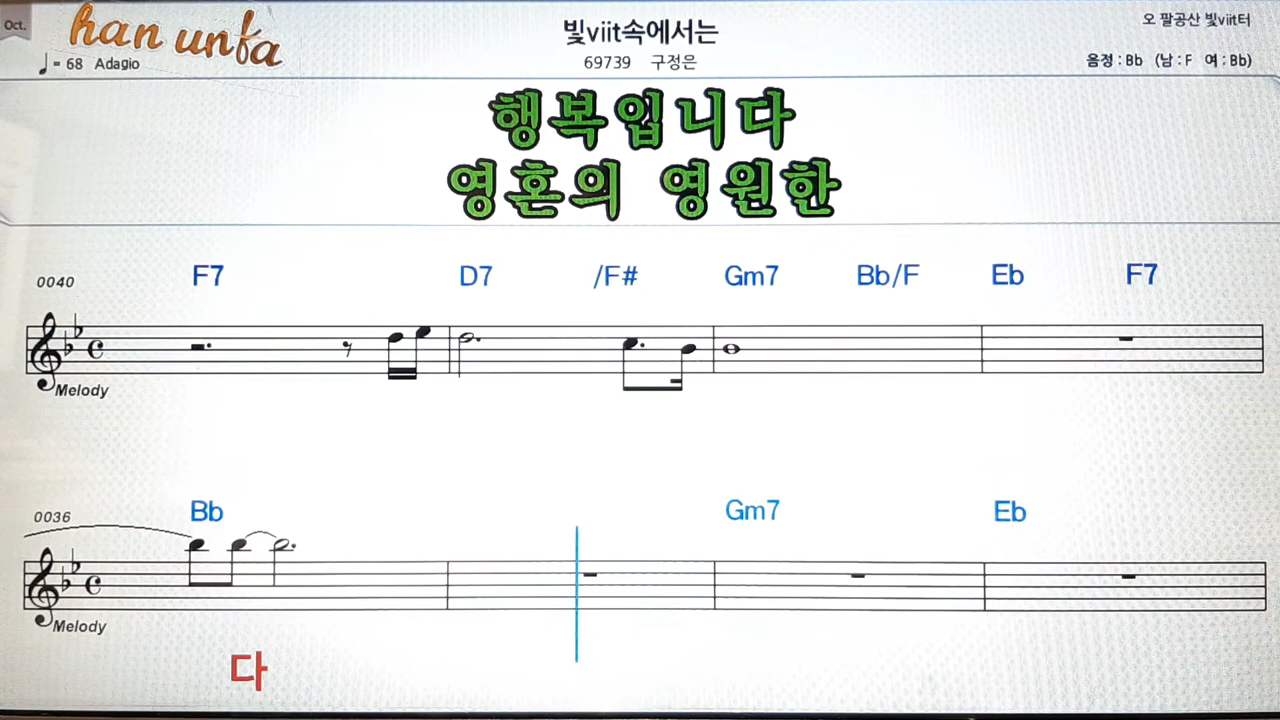 Oct.
han unfa
빛viit속에서는
오 팔공산 빛viit터
♩= 68 Adagio
69739 구정은
음정 : Bb (남 : F 여 : Bb)
행복입니다
영혼의 영원한
0040 F7 D7 /F# Gm7 Bb/F Eb F7
Melody
0036 Bb Gm7 Eb
Melody
다